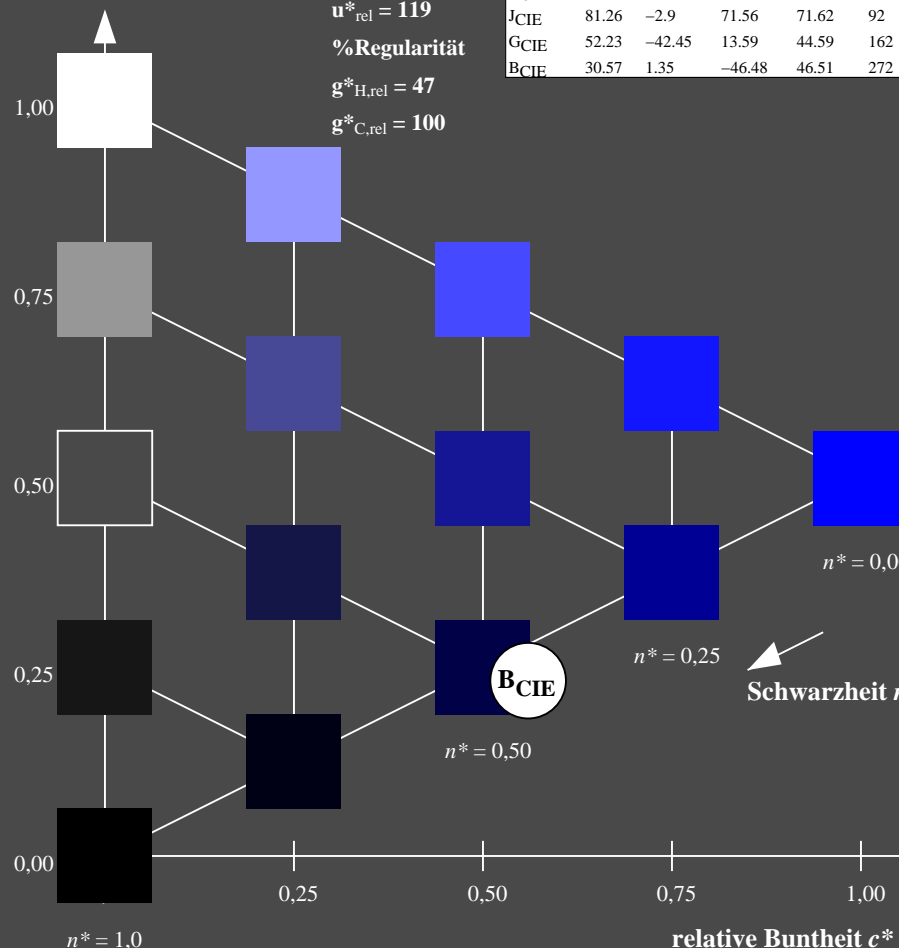 u*rel = 119
%Regularität
g*H,rel = 47
g*C,rel = 100
JCIE 81.26 –2.9 71.56 71.62 92
GCIE 52.23 –42.45 13.59 44.59 162
BCIE 30.57 1.35 –46.48 46.51 272
1,00
0,75
0,50
0,25
0,00
n* = 0,0
n* = 0,25
Schwarzheit
BCIE
n* = 0,50
0,25 0,50 0,75 1,00
n* = 1,0
relative Buntheit c*